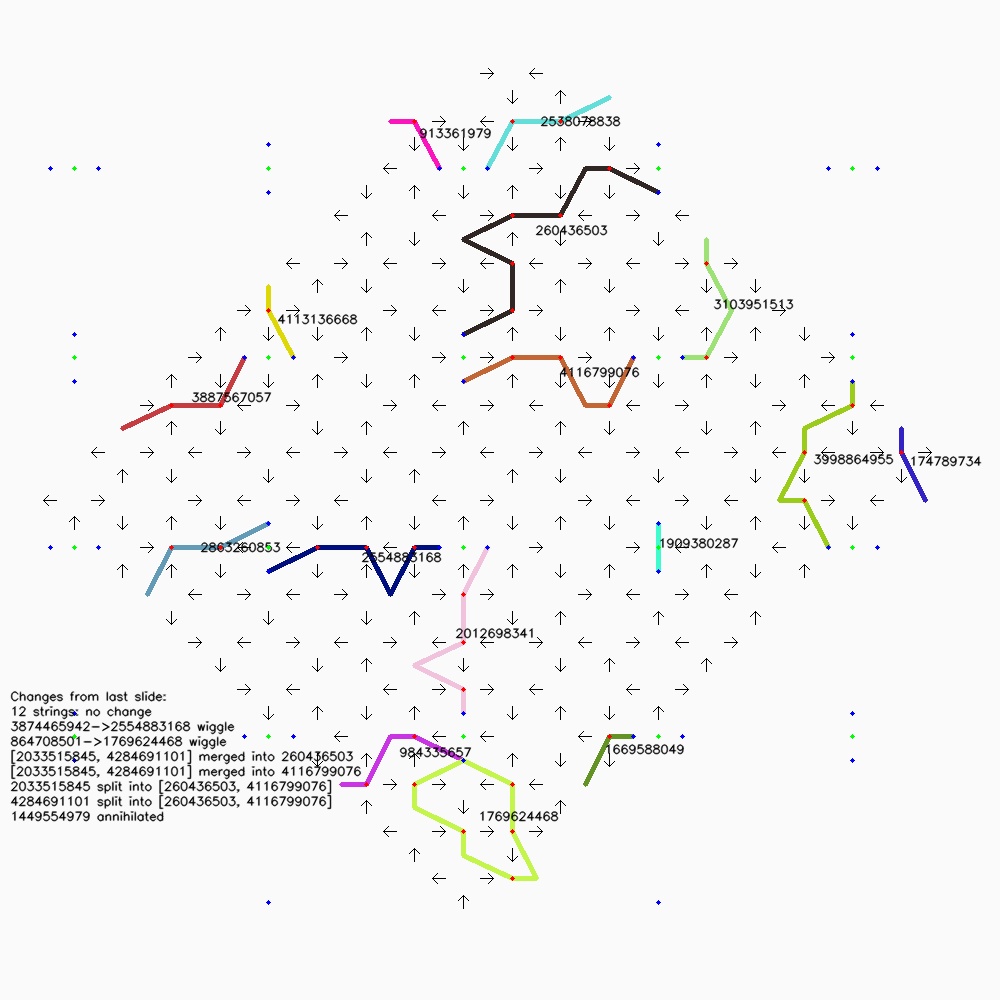 2538078838
913361979
260436503
3103951513
4113136668
4116799076
3887567057
3998864955
174789734
1909380287
2863260853
2554883168
2012698341
Changes from last slide:
12 strings: no change
3874465942->2554883168 wiggle
864708501->1769624468 wiggle
[2033515845, 4284691101] merged into 260436503
[2033515845, 4284691101] merged into 4116799076
2033515845 split into [260436503, 4116799076]
4284691101 split into [260436503, 4116799076]
1449554979 annihilated
984335657
1669588049
1769624468